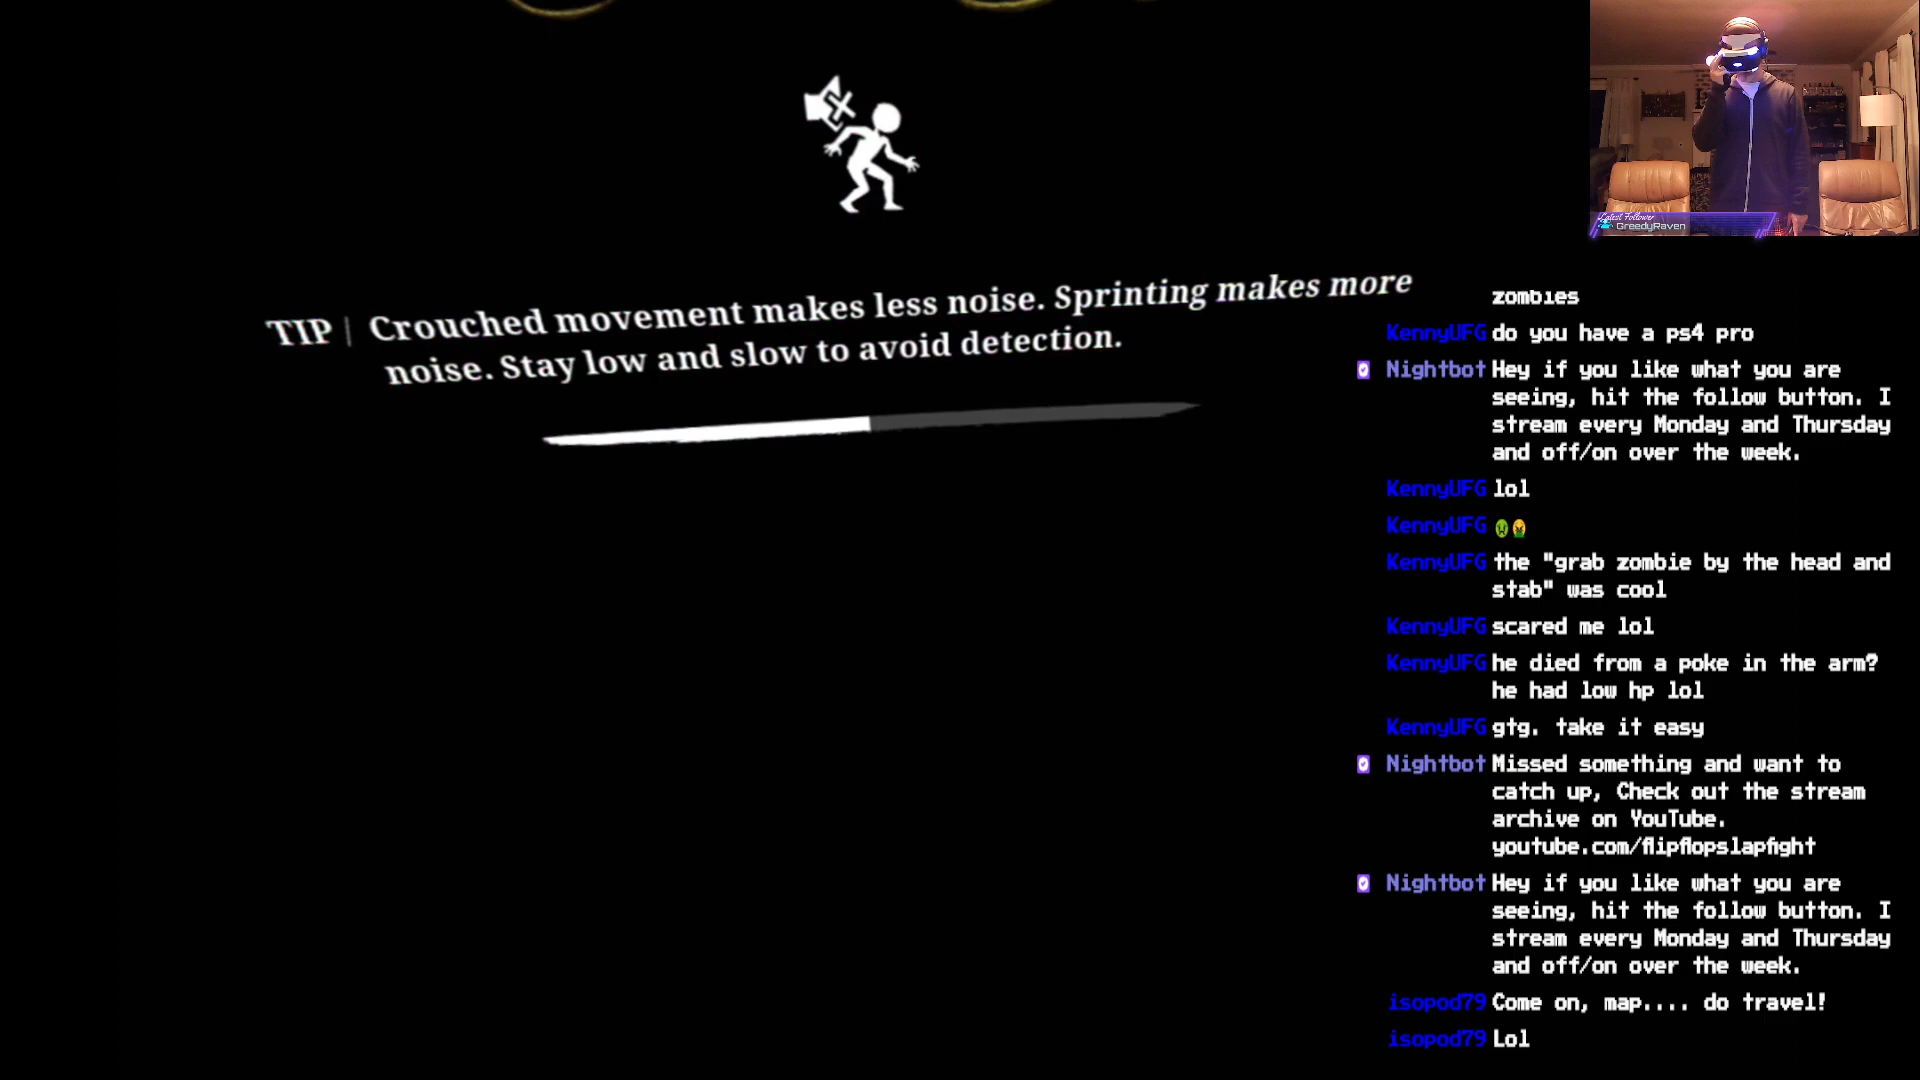 TIP | Crouched movement makes less noise. Sprinting makes more
noise. Stay low and slow to avoid detection.
Latest Follower
GreedyRaven
zombies
KennyUFG do you have a ps4 pro
Nightbot Hey if you like what you are
seeing, hit the follow button. I
stream every Monday and Thursday
and off/on over the week.
KennyUFG lol
KennyUFG
KennyUFG the "grab zombie by the head and
stab" was cool
KennyUFG scared me lol
KennyUFG he died from a poke in the arm?
he had low hp lol
KennyUFG gtg. take it easy
Nightbot Missed something and want to
catch up, Check out the stream
archive on YouTube.
youtube.com/flipflopslapfight
Nightbot Hey if you like what you are
seeing, hit the follow button. I
stream every Monday and Thursday
and off/on over the week.
isopod79 Come on, map.... do travel!
isopod79 Lol